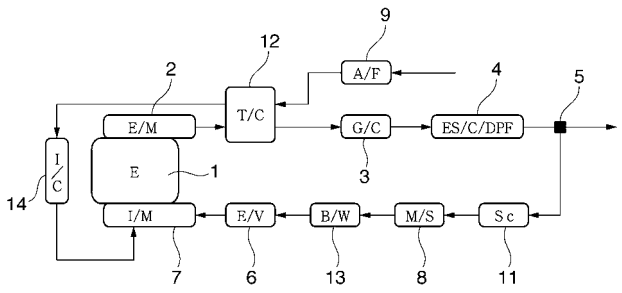 9
12
2
A/F
4
5
T/C
E/M
G/C
ES/C/DPF
I/C
E
1
3
14
I/M
E/V
B/W
M/S
Sc
7
6
13
8
11